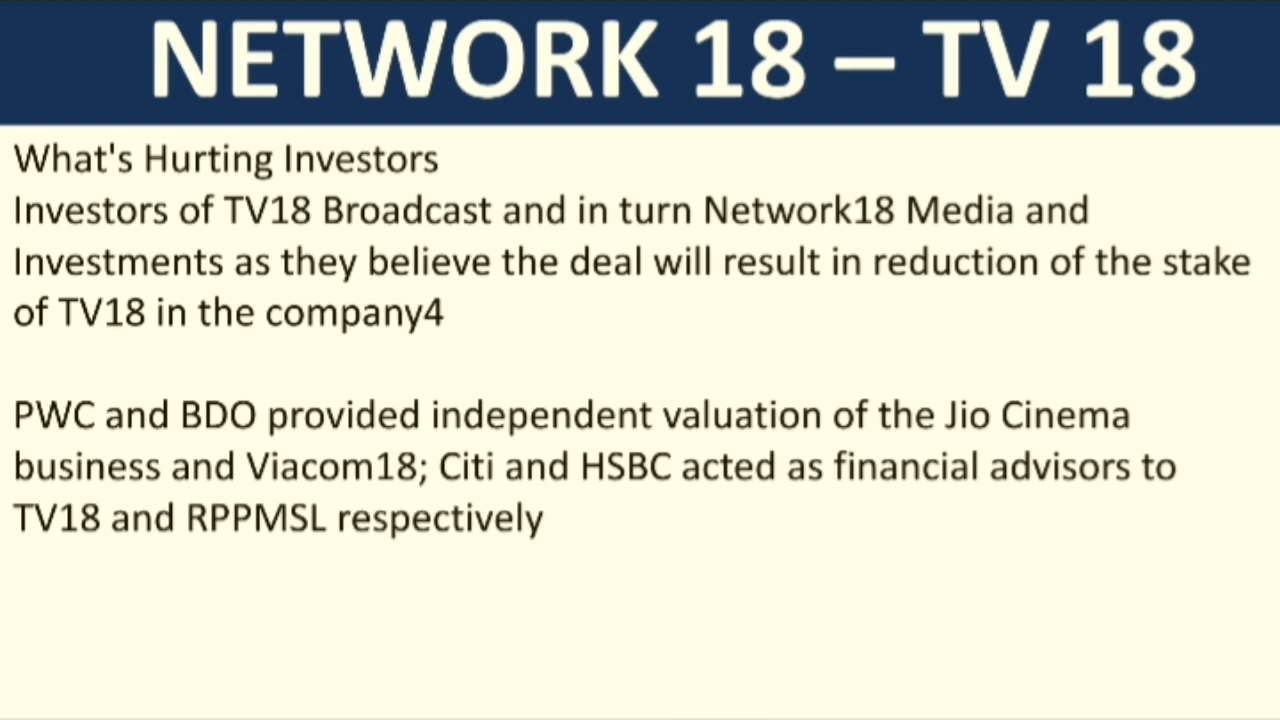 NETWORK 18 – TV 18
What's Hurting Investors
Investors of TV18 Broadcast and in turn Network18 Media and
Investments as they believe the deal will result in reduction of the stake
of TV18 in the company4
PWC and BDO provided independent valuation of the Jio Cinema
business and Viacom18; Citi and HSBC acted as financial advisors to
TV18 and RPPMSL respectively